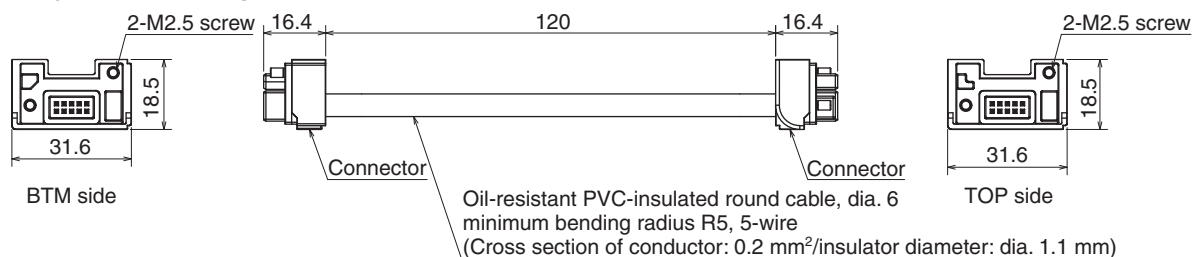 2-M2.5 screw
16.4
120
16.4
2-M2.5 screw
18.5
18.5
31.6
31.6
Connector
Connector
BTM side
TOP side
Oil-resistant PVC-insulated round cable, dia. 6
minimum bending radius R5, 5-wire
(Cross section of conductor: 0.2 mm²/insulator diameter: dia. 1.1 mm)